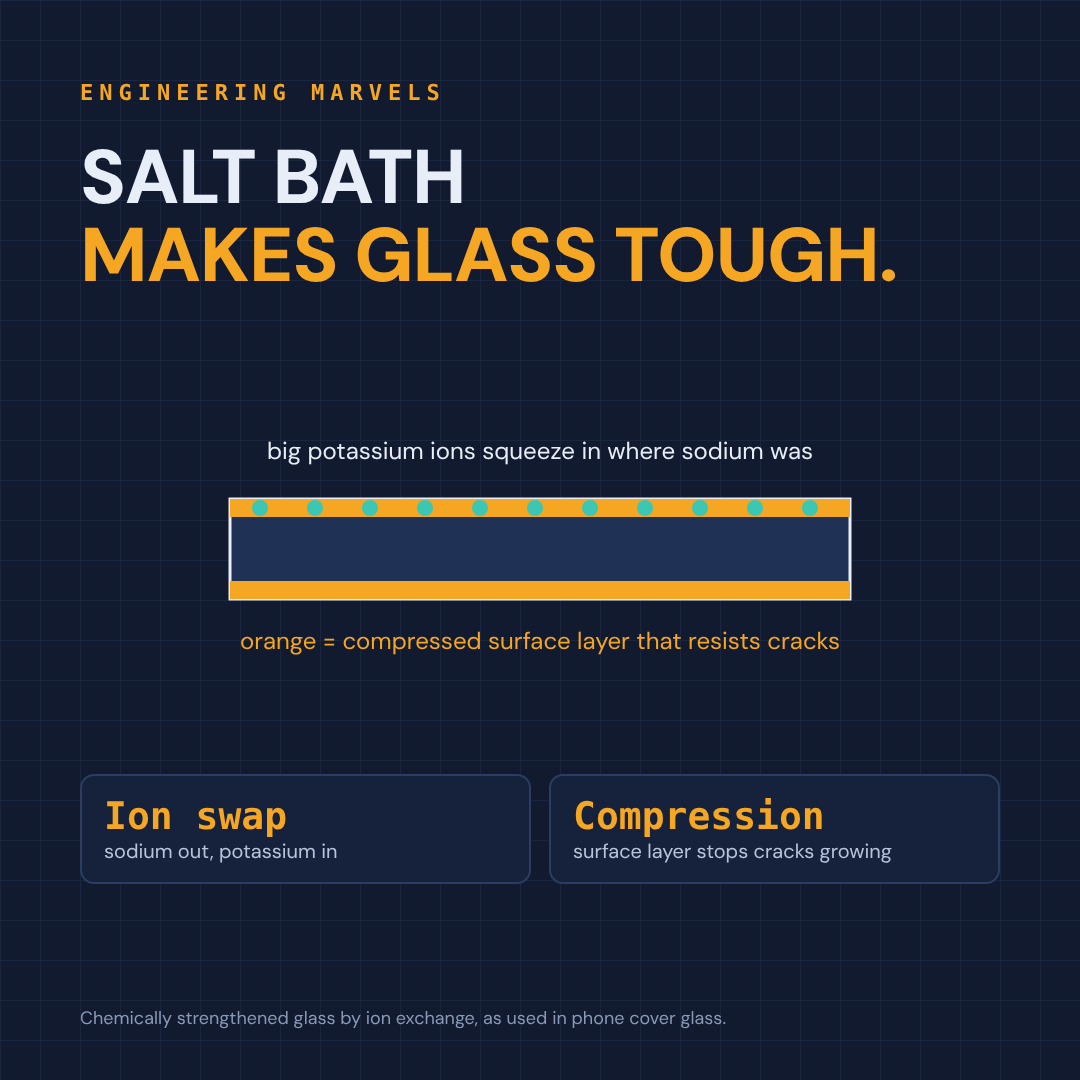 ENGINEERING MARVELS
SALT BATH
MAKES GLASS TOUGH.
big potassium ions squeeze in where sodium was
orange = compressed surface layer that resists cracks
Ion swap
sodium out, potassium in
Compression
surface layer stops cracks growing
Chemically strengthened glass by ion exchange, as used in phone cover glass.